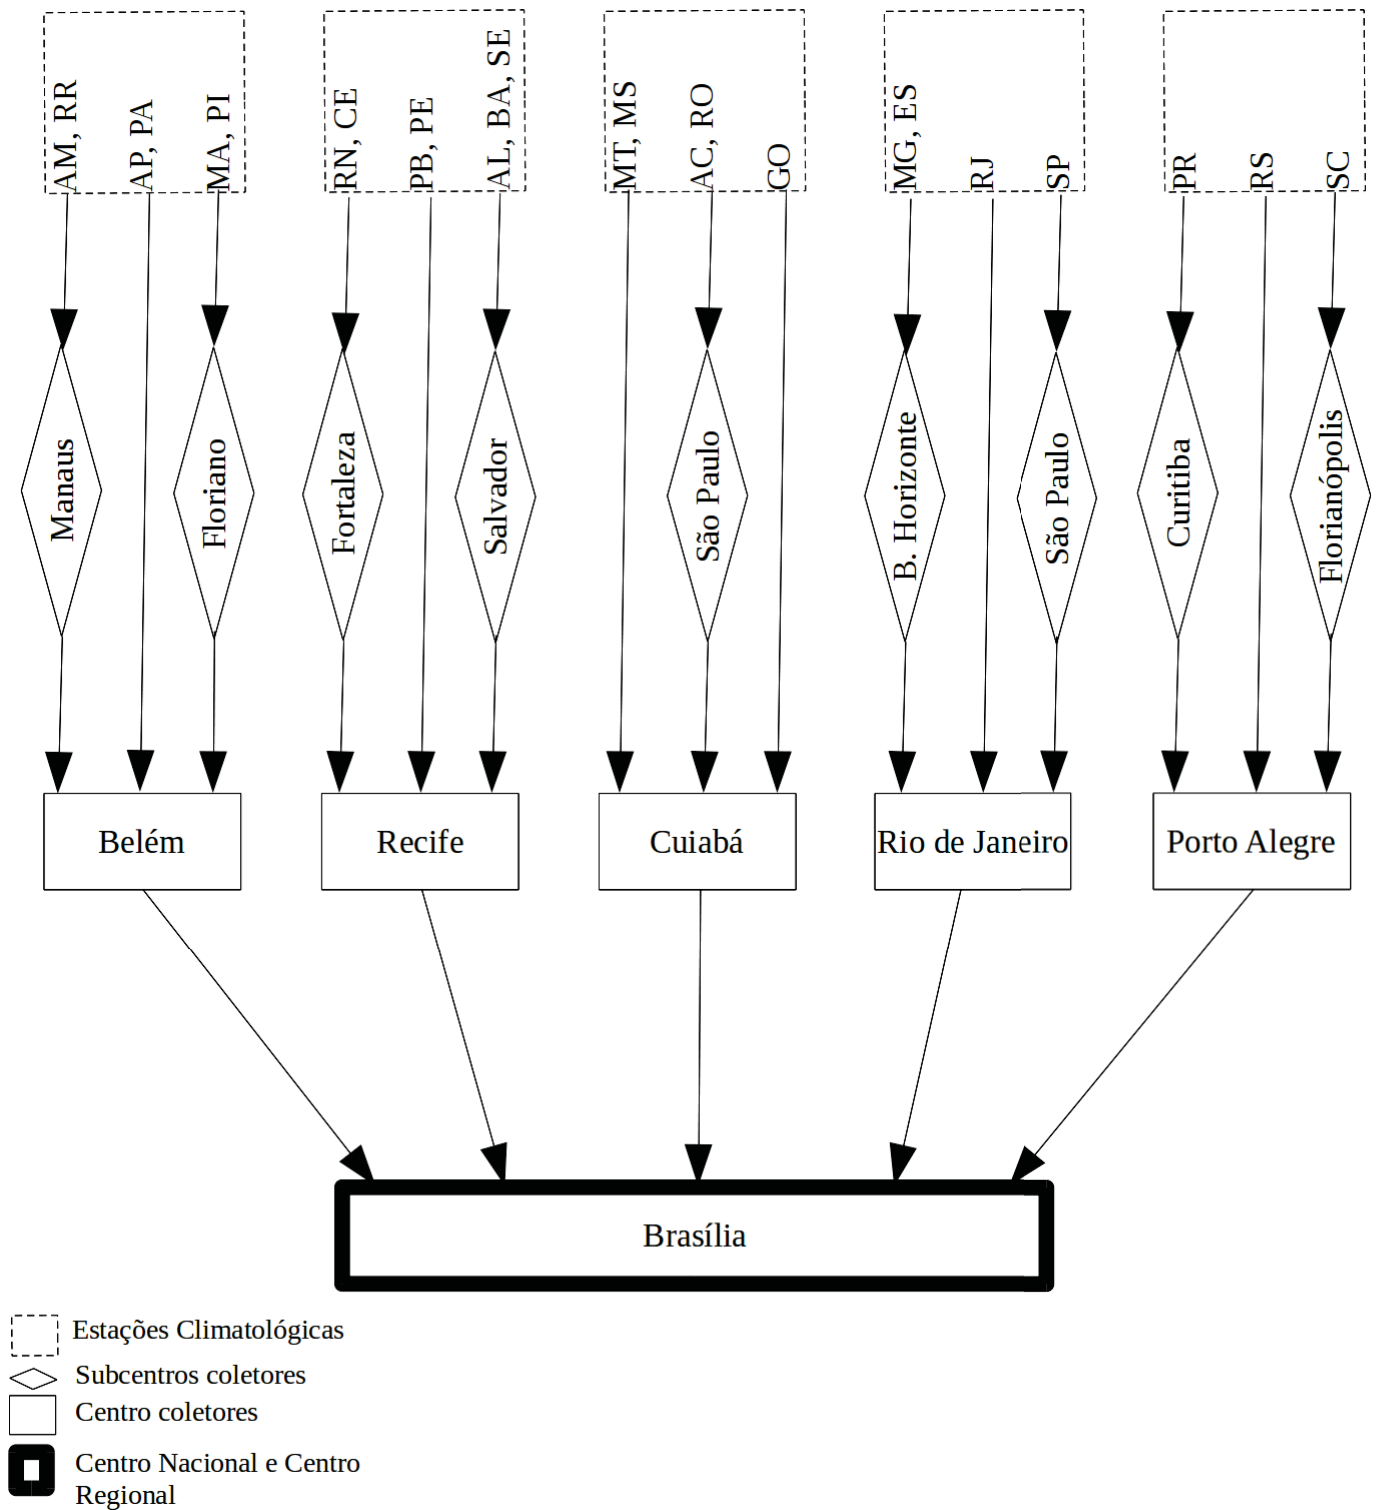 AM, RR
AP, PA
MA, PI
RN, CE
PB, PE
AL, BA, SE
MT, MS
AC, RO
GO
MG, ES
RJ
SP
PR
RS
SC
Manaus
Floriano
Fortaleza
Salvador
São Paulo
B. Horizonte
São Paulo
Curitiba
Florianópolis
Belém
Recife
Cuiabá
Rio de Janeiro
Porto Alegre
Brasília
Estações Climatológicas
Subcentros coletores
Centro coletores
Centro Nacional e Centro
Regional